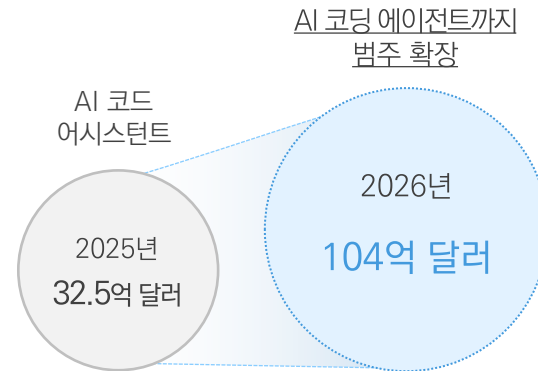 AI 코딩 에이전트까지
범주 확장
AI 코드
어시스턴트
2026년
104억 달러
2025년
32.5억 달러